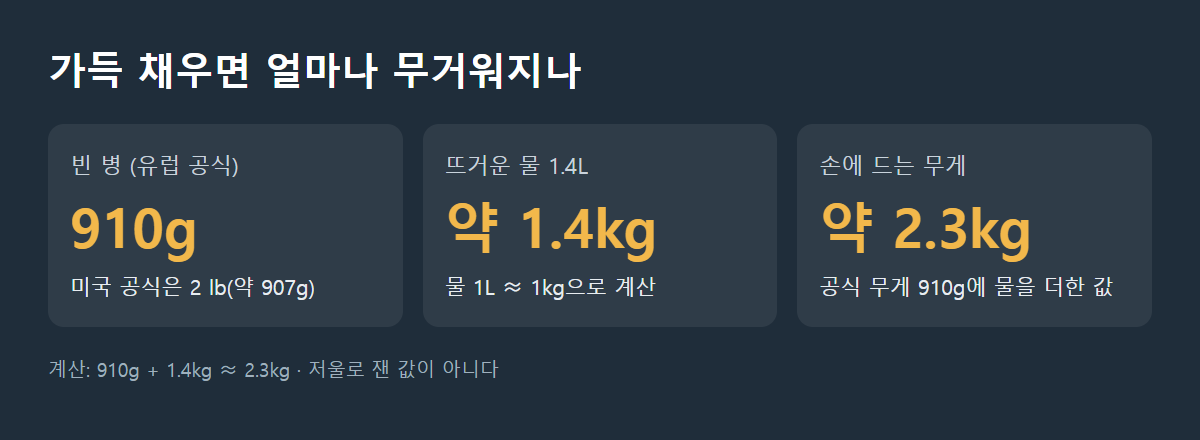 가득 채우면 얼마나 무거워지나
빈 병 (유럽 공식)
910g
미국 공식은 2 lb(약 907g)
뜨거운 물 1.4L
약 1.4kg
물 1L ≈ 1kg으로 계산
손에 드는 무게
약 2.3kg
공식 무게 910g에 물을 더한 값
계산: 910g + 1.4kg ≈ 2.3kg · 저울로 잰 값이 아니다